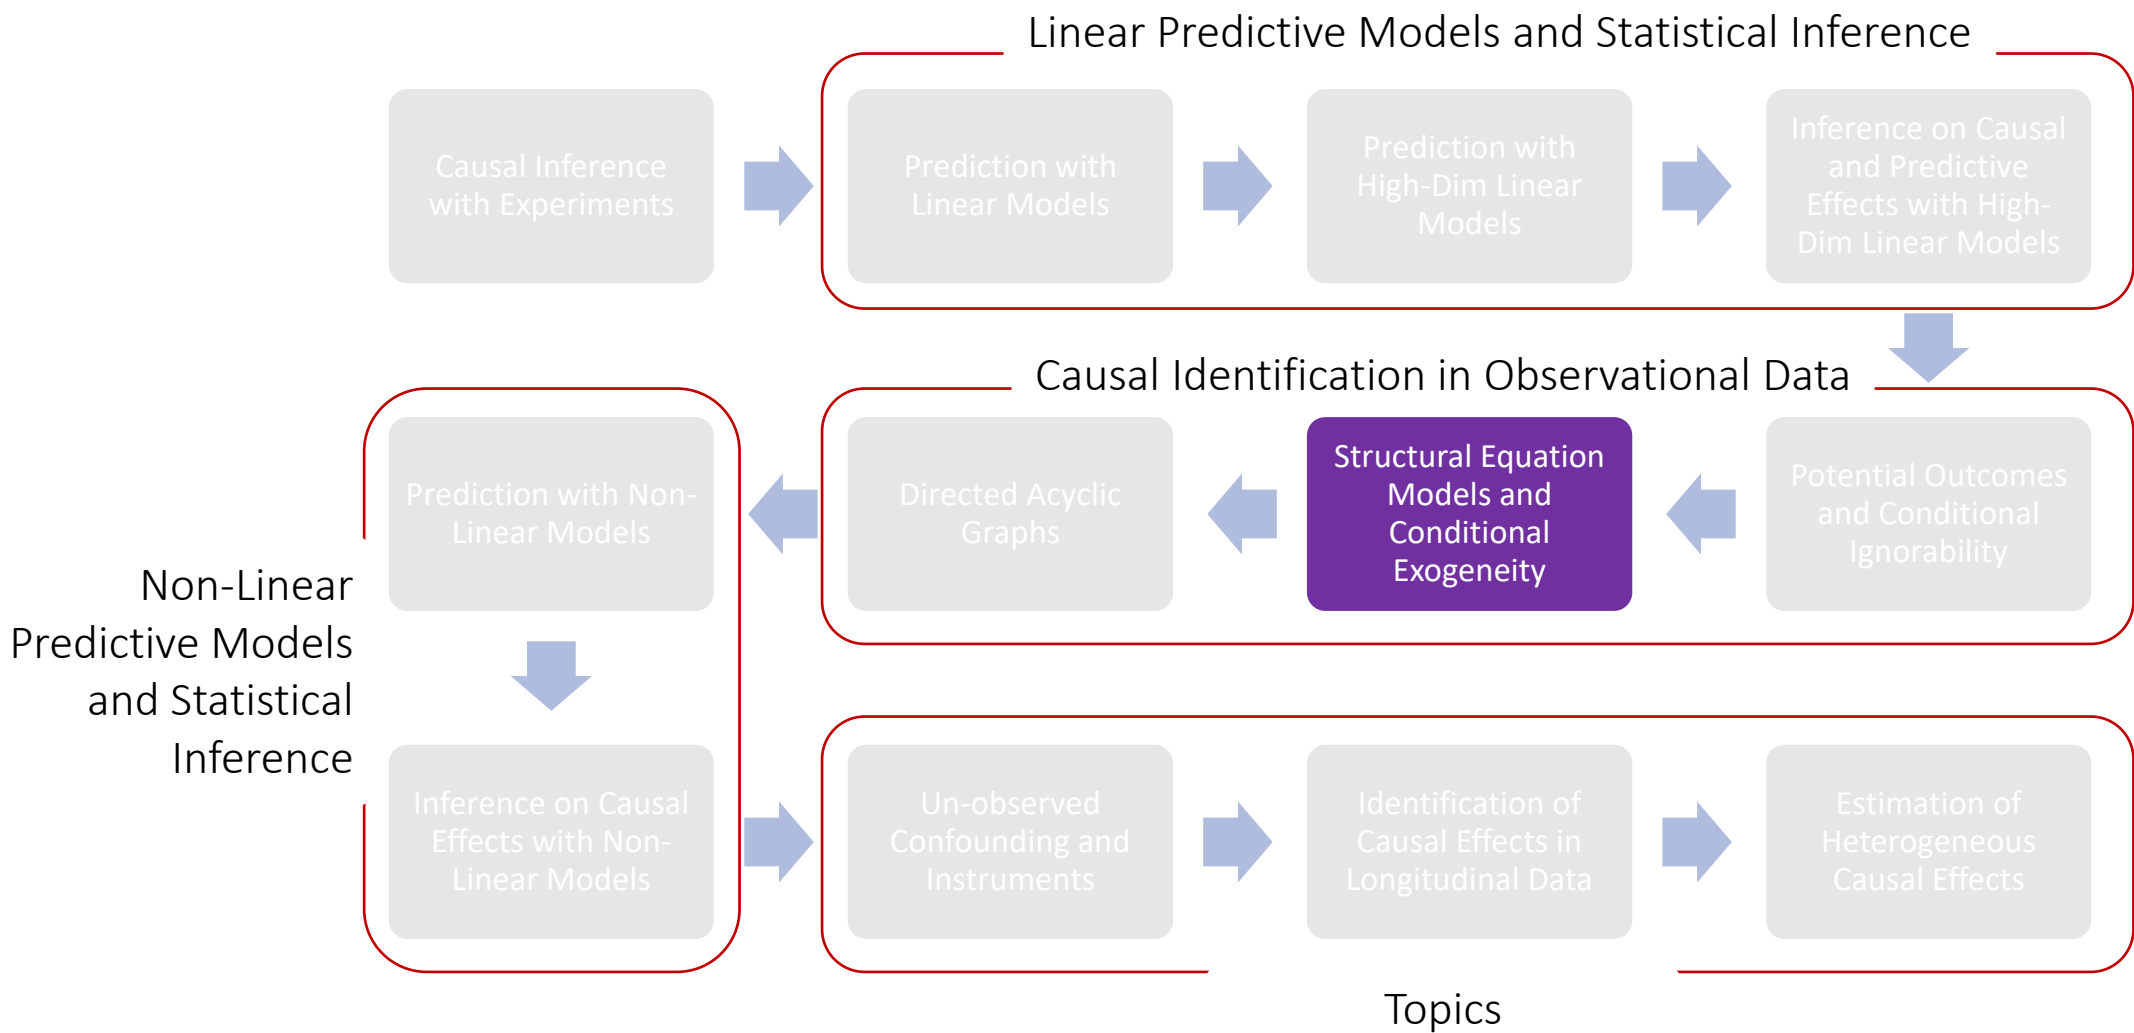 Linear Predictive Models and Statistical Inference
Causal Inference
with Experiments
Prediction with
Linear Models
Prediction with
High-Dim Linear
Models
Inference on Causal
and Predictive
Effects with High-
Dim Linear Models
Causal Identification in Observational Data
Potential Outcomes
and Conditional
Ignorability
Structural Equation
Models and
Conditional
Exogeneity
Directed Acyclic
Graphs
Prediction with Non-
Linear Models
Non-Linear
Predictive Models
and Statistical
Inference
Inference on Causal
Effects with Non-
Linear Models
Un-observed
Confounding and
Instruments
Identification of
Causal Effects in
Longitudinal Data
Estimation of
Heterogeneous
Causal Effects
Topics